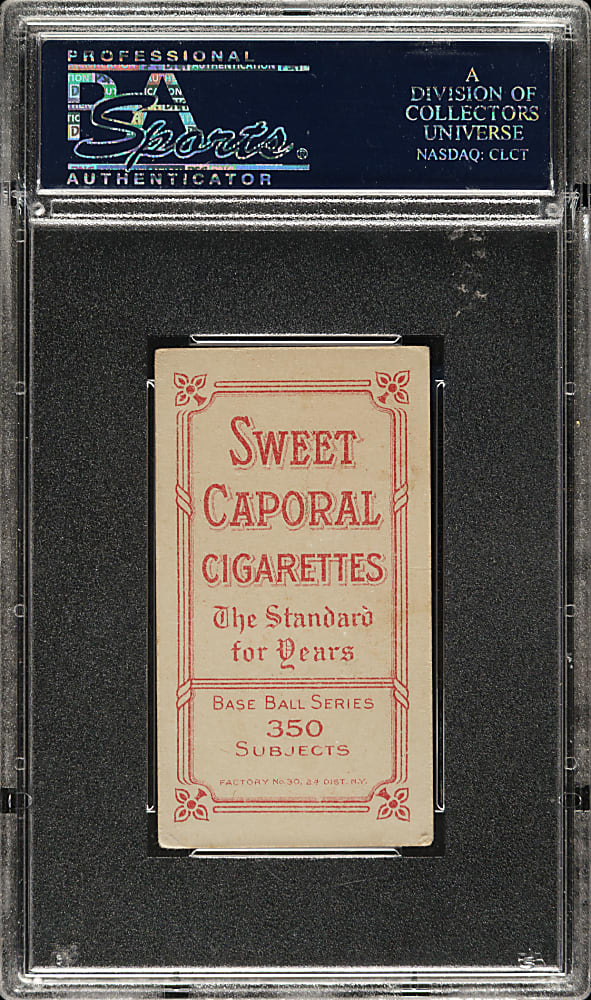 PROFESSIONAL
PSA
Sports®
AUTHENTICATOR
A
DIVISION OF
COLLECTORS
UNIVERSE
NASDAQ: CLCT
SWEET
CAPORAL
CIGARETTES
The Standard
for Years
BASE BALL SERIES
350
SUBJECTS
FACTORY No. 30, 2d DIST. N.Y.